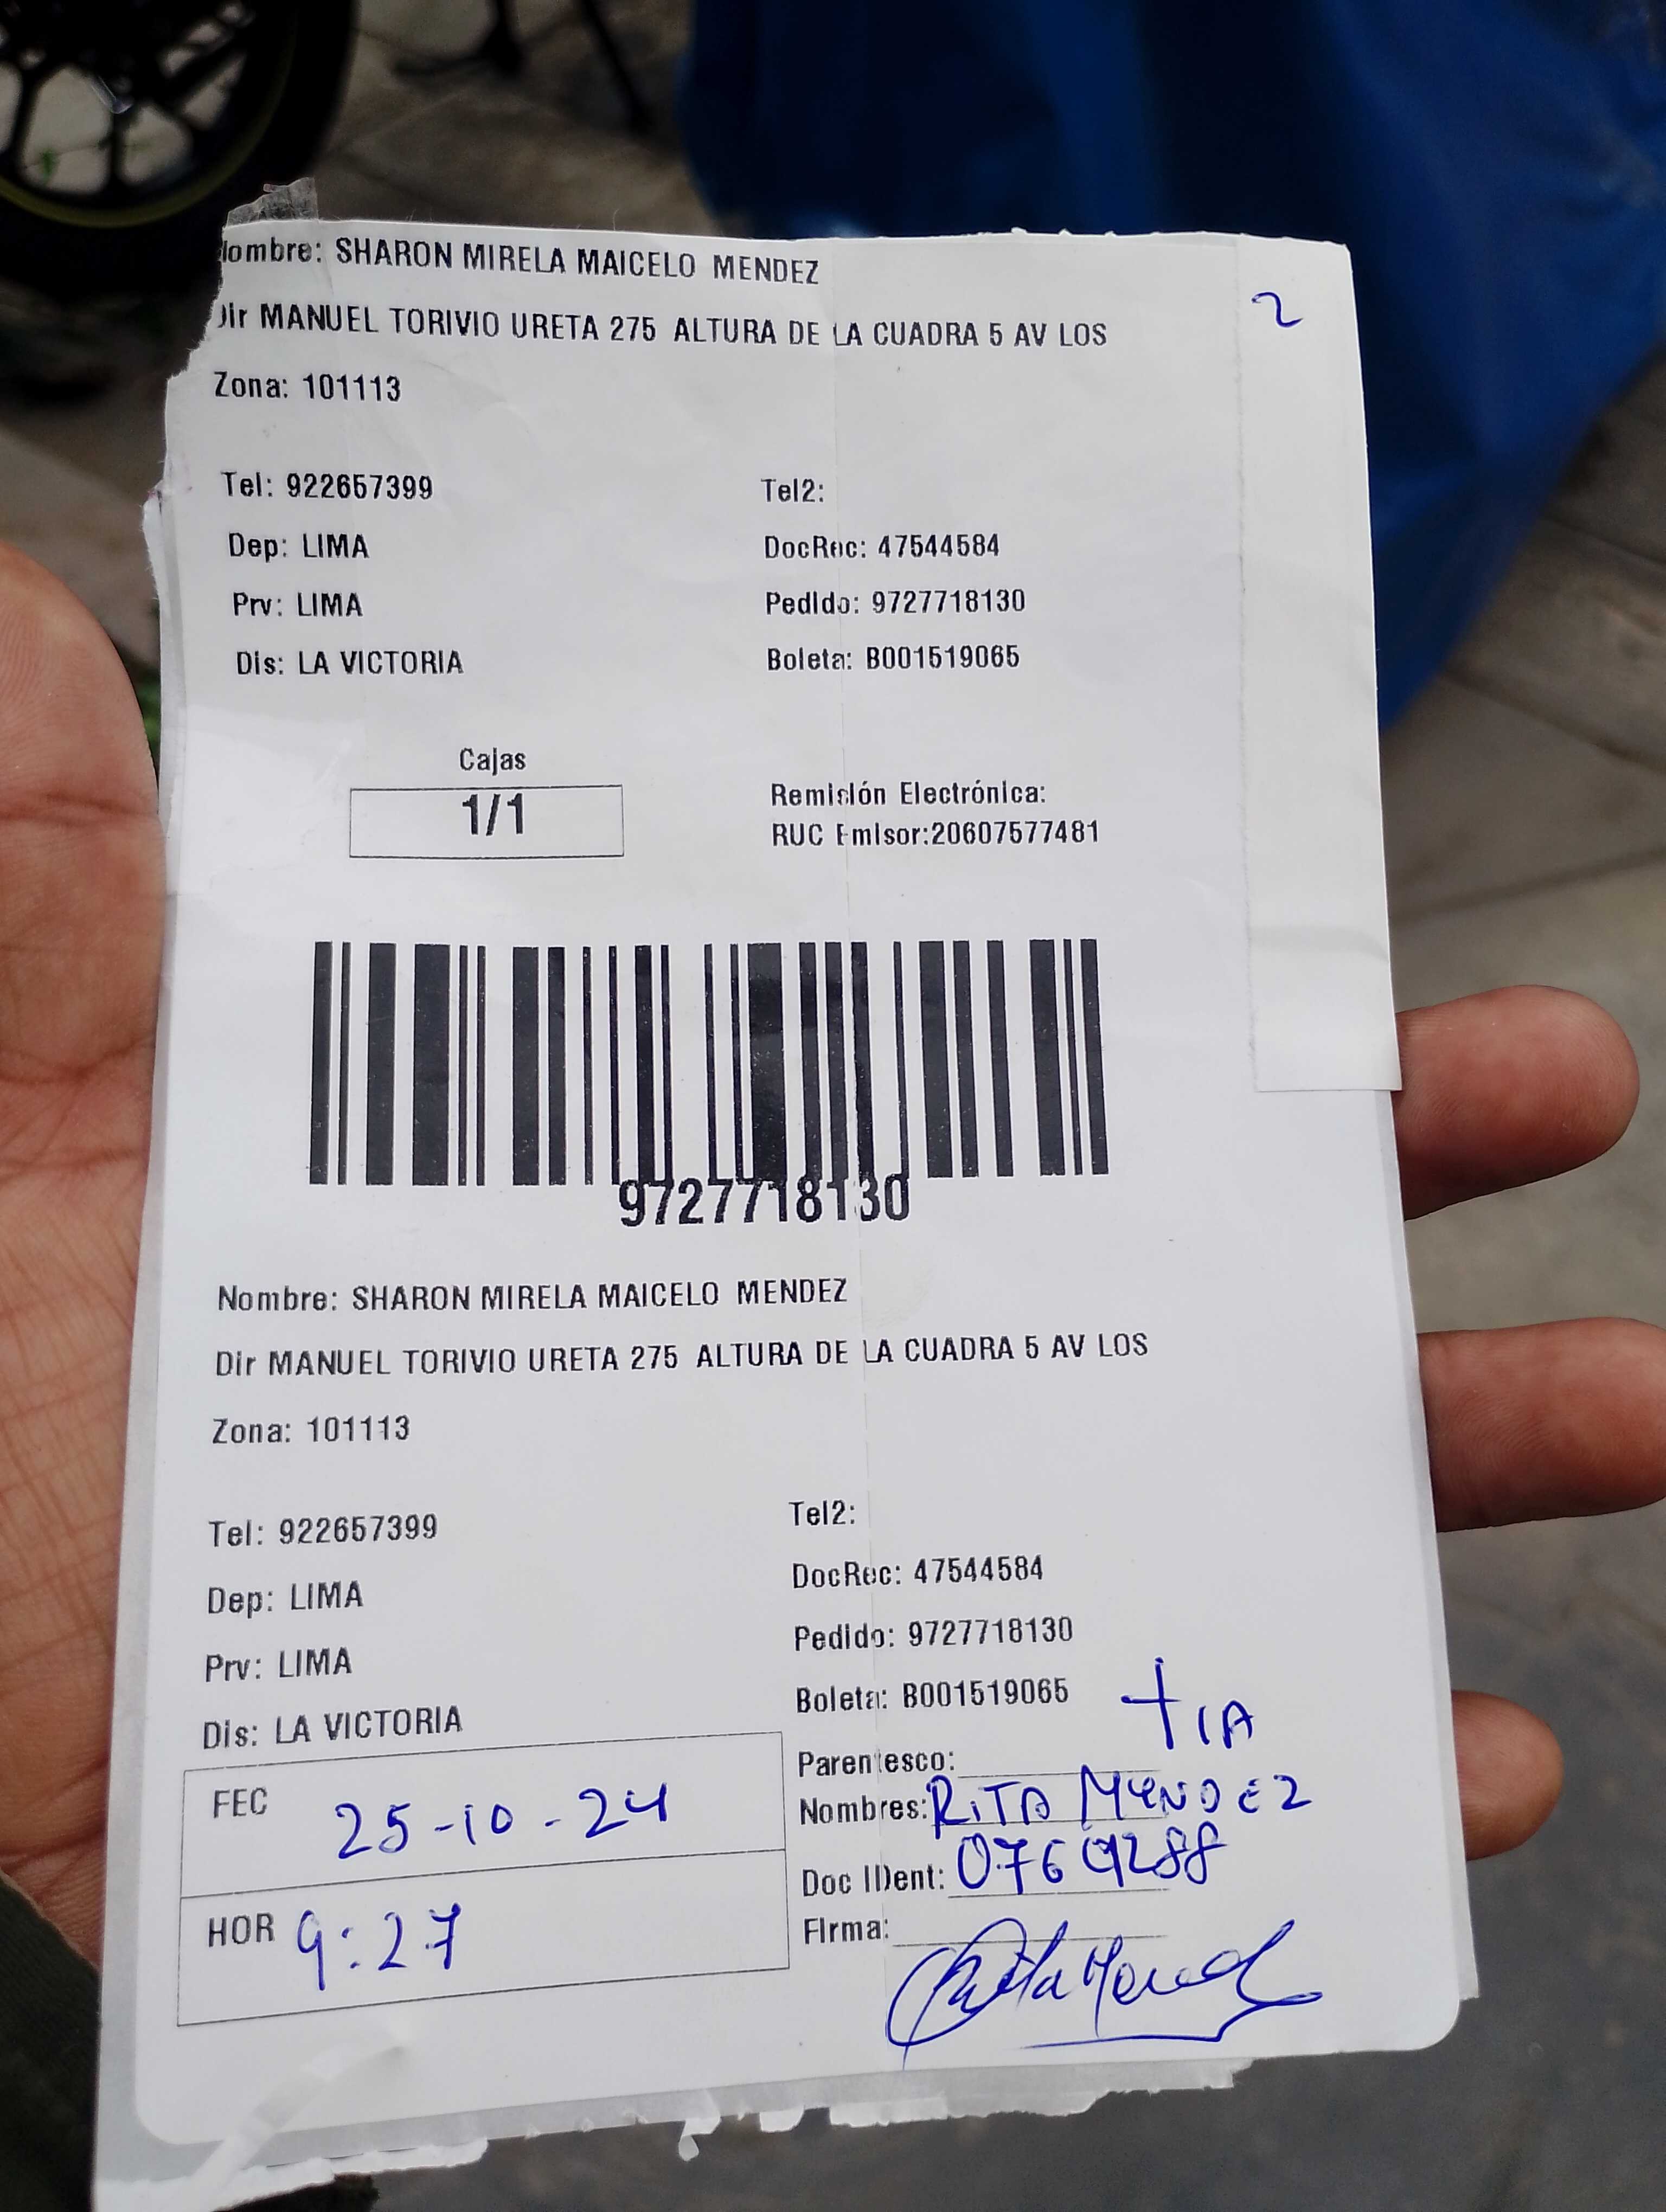 Nombre: SHARON MIRELA MAICELO MENDEZ
2
Dir MANUEL TORIVIO URETA 275 ALTURA DE LA CUADRA 5 AV LOS
Zona: 101113
Tel: 922657399 Tel2:
Dep: LIMA DocRec: 47544584
Prv: LIMA Pedido: 9727718130
Dis: LA VICTORIA Boleta: B001519065
Cajas
1/1
Remisión Electrónica:
RUC Emisor:20607577481
9727718130
Nombre: SHARON MIRELA MAICELO MENDEZ
Dir MANUEL TORIVIO URETA 275 ALTURA DE LA CUADRA 5 AV LOS
Zona: 101113
Tel: 922657399 Tel2:
Dep: LIMA DocRec: 47544584
Prv: LIMA Pedido: 9727718130
Dis: LA VICTORIA Boleta: B001519065
FEC 25-10-24
HOR 9:27
Parentesco: TIA
Nombres: RITA MENDEZ
Doc IDent:
Firma: